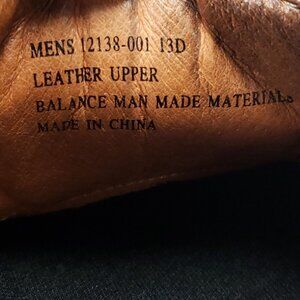 MENS 12138-001 13D
LEATHER UPPER
BALANCE MAN MADE MATERIALS
MADE IN CHINA